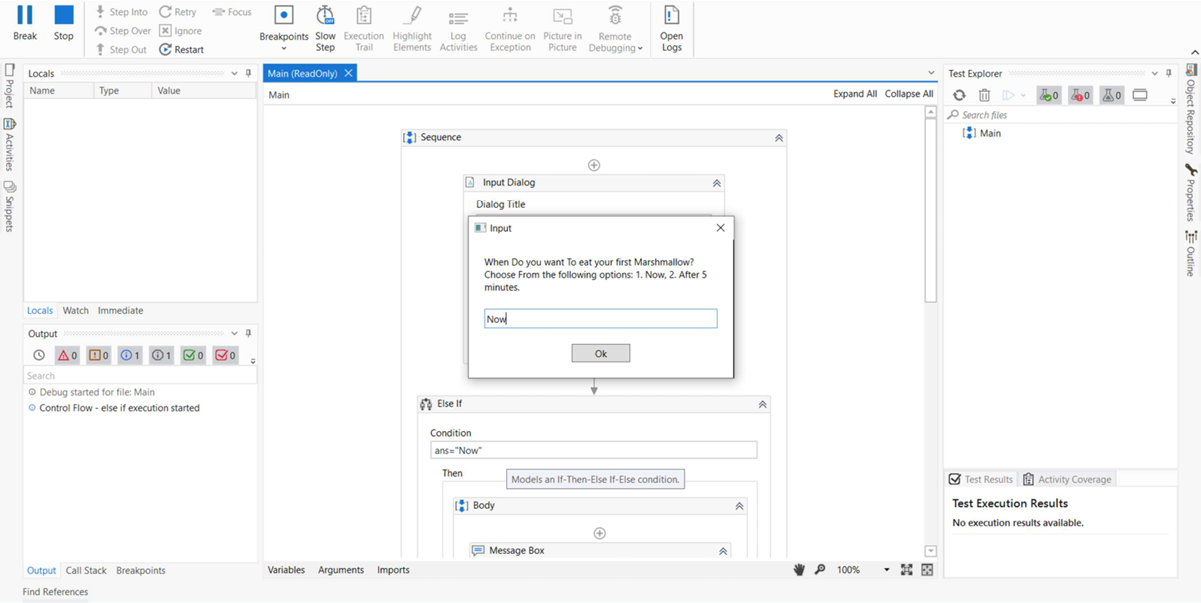 Break
Stop
Step Into
Step Over
Step Out
Retry
Ignore
Restart
Focus
Breakpoints
Slow
Step
Execution
Trail
Highlight
Elements
Log
Activities
Continue on
Exception
Picture in
Picture
Remote
Debugging
Open
Logs
Project
Activities
Snippets
Locals
Name Type Value
Locals Watch Immediate
Output
0 0 1 1 0 0
Search
Debug started for file: Main
Control Flow - else if execution started
Output Call Stack Breakpoints
Find References
Main (ReadOnly)
Main Expand All Collapse All
Sequence
Input Dialog
Dialog Title
Input
When Do you want To eat your first Marshmallow?
Choose From the following options: 1. Now, 2. After 5
minutes.
Now
Ok
Else If
Condition
ans="Now"
Then
Models an If-Then-Else If-Else condition.
Body
Message Box
Variables Arguments Imports 100%
Test Explorer
0 0 0
Search files
Main
Test Results Activity Coverage
Test Execution Results
No execution results available.
Object Repository
Properties
Outline